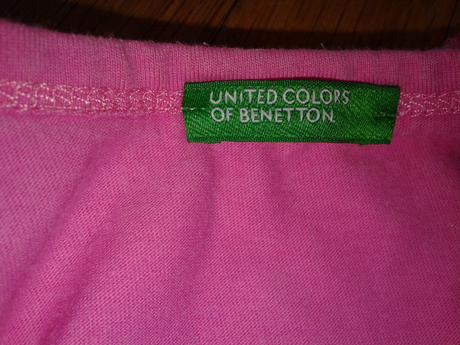 UNITED COLORS
OF BENETTON.